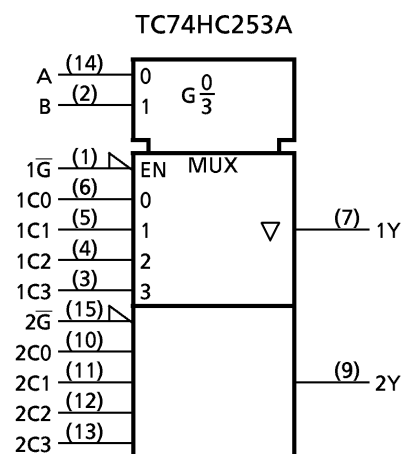 TC74HC253A
A (14) 0 G 0/3
B (2) 1
1G̅ (1) EN MUX
1C0 (6) 0
1C1 (5) 1 ▽ (7) 1Y
1C2 (4) 2
1C3 (3) 3
2G̅ (15)
2C0 (10)
2C1 (11) (9) 2Y
2C2 (12)
2C3 (13)